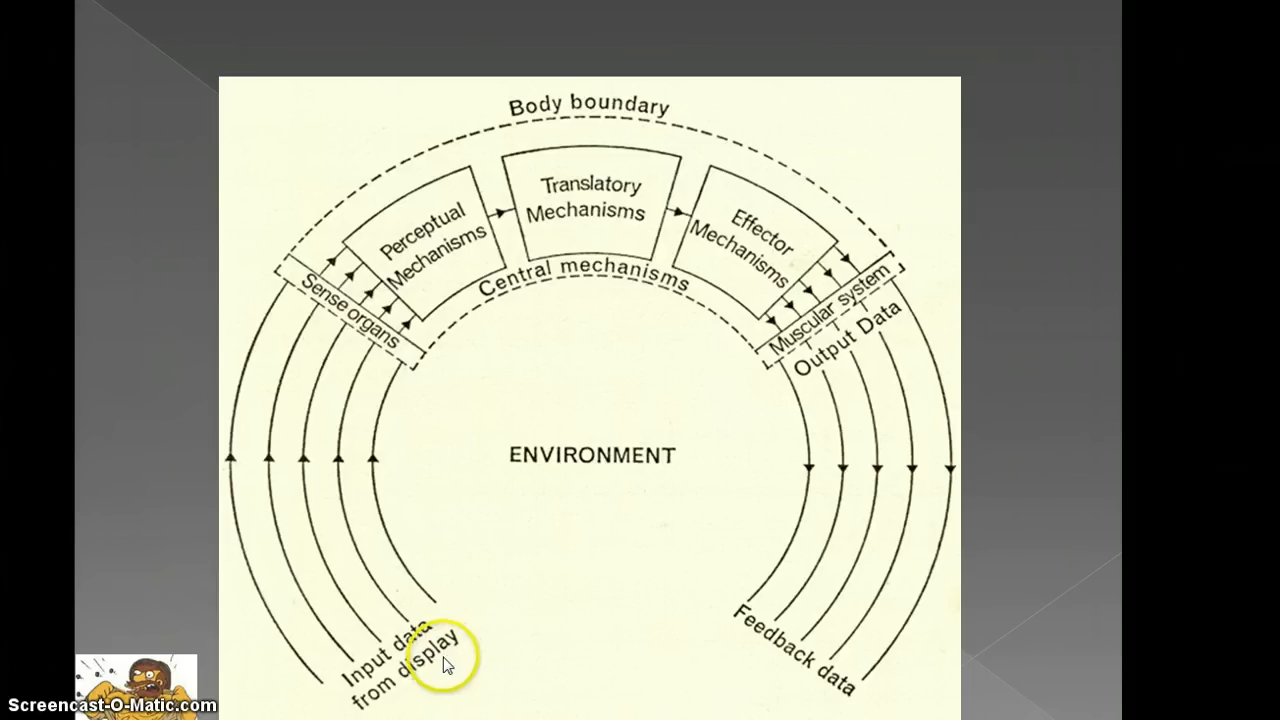 Body boundary
Translatory
Mechanisms
Perceptual
Mechanisms
Effector
Mechanisms
Central mechanisms
Sense organs
Muscular system
Output Data
ENVIRONMENT
Input data
from display
Feedback data
Screencast-O-Matic.com